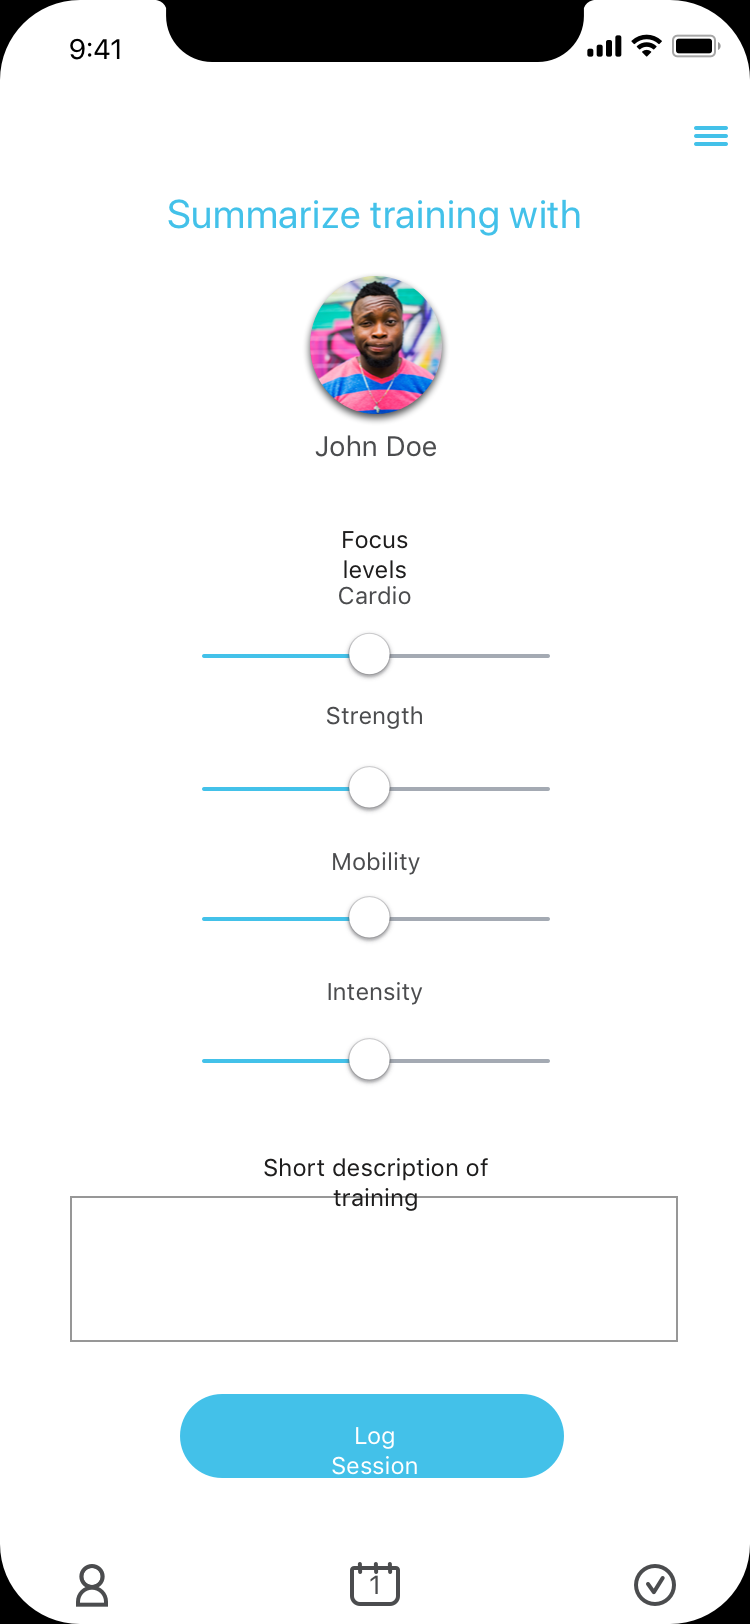 9:41
Summarize training with
John Doe
Focus
levels
Cardio
Strength
Mobility
Intensity
Short description of
training
Log
Session
1